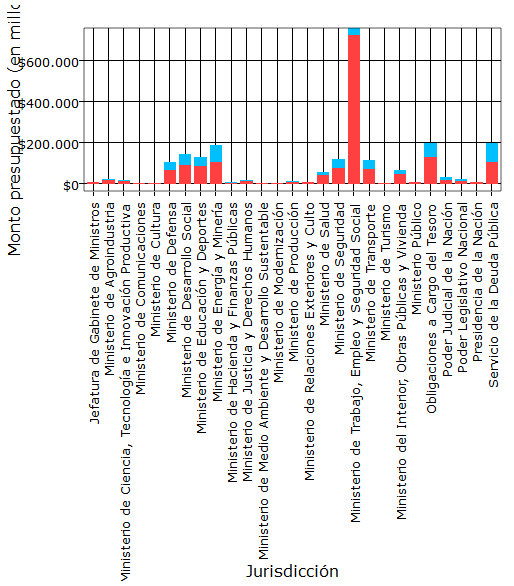 Monto presupuestado (en millo
$600.000
$400.000
$200.000
$0
Jefatura de Gabinete de Ministros
Ministerio de Agroindustria
Ministerio de Ciencia, Tecnología e Innovación Productiva
Ministerio de Comunicaciones
Ministerio de Cultura
Ministerio de Defensa
Ministerio de Desarrollo Social
Ministerio de Educación y Deportes
Ministerio de Energía y Minería
Ministerio de Hacienda y Finanzas Públicas
Ministerio de Justicia y Derechos Humanos
Ministerio de Medio Ambiente y Desarrollo Sustentable
Ministerio de Modernización
Ministerio de Producción
Ministerio de Relaciones Exteriores y Culto
Ministerio de Salud
Ministerio de Seguridad
Ministerio de Trabajo, Empleo y Seguridad Social
Ministerio de Transporte
Ministerio de Turismo
Ministerio del Interior, Obras Públicas y Vivienda
Ministerio Público
Obligaciones a Cargo del Tesoro
Poder Judicial de la Nación
Poder Legislativo Nacional
Presidencia de la Nación
Servicio de la Deuda Pública
Jurisdicción